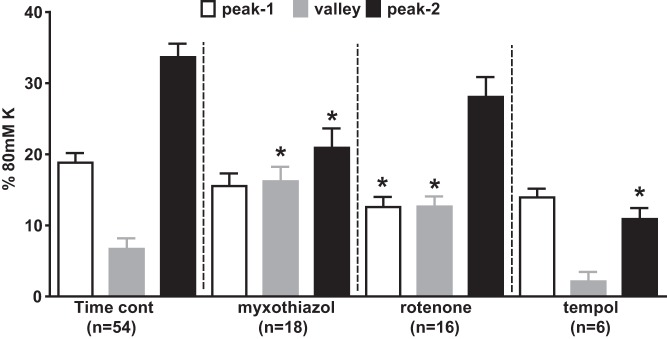 peak-1 valley peak-2
% 80mM K
40
30
20
10
0
* * * * *
Time cont myxothiazol rotenone tempol
(n=54) (n=18) (n=16) (n=6)